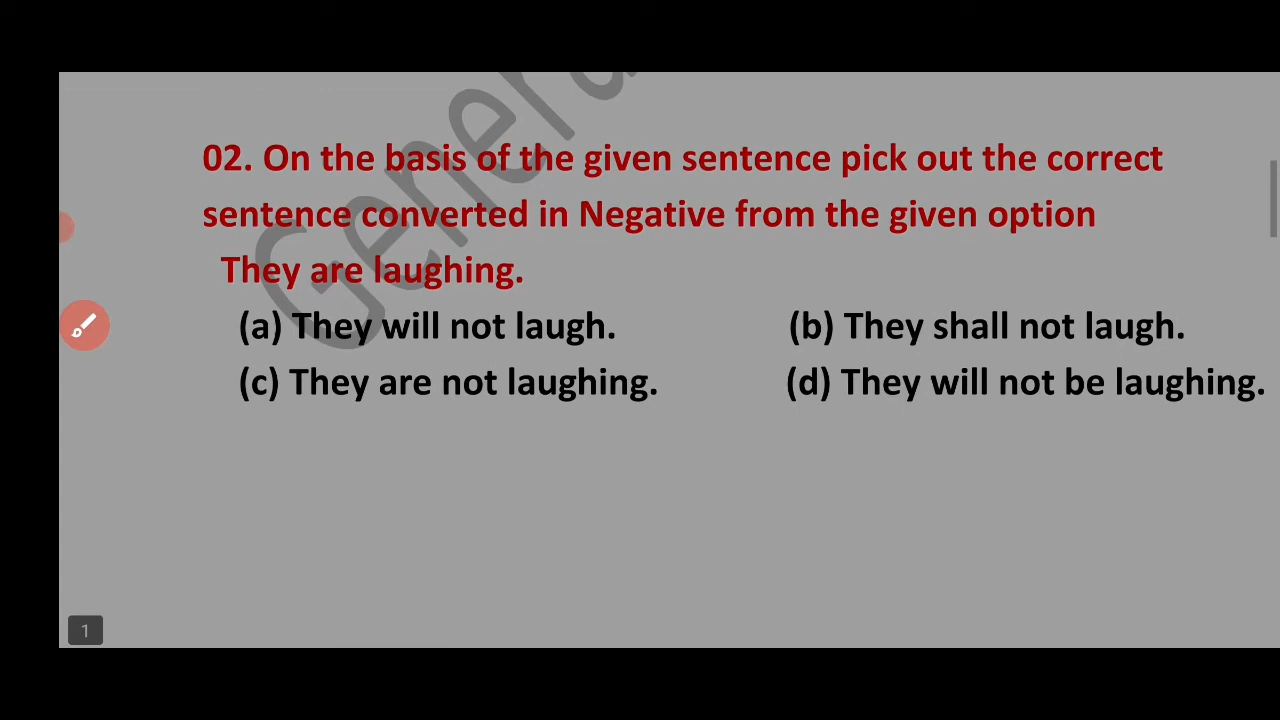 Genera
02. On the basis of the given sentence pick out the correct
sentence converted in Negative from the given option
They are laughing.
(a) They will not laugh. (b) They shall not laugh.
(c) They are not laughing. (d) They will not be laughing.
1